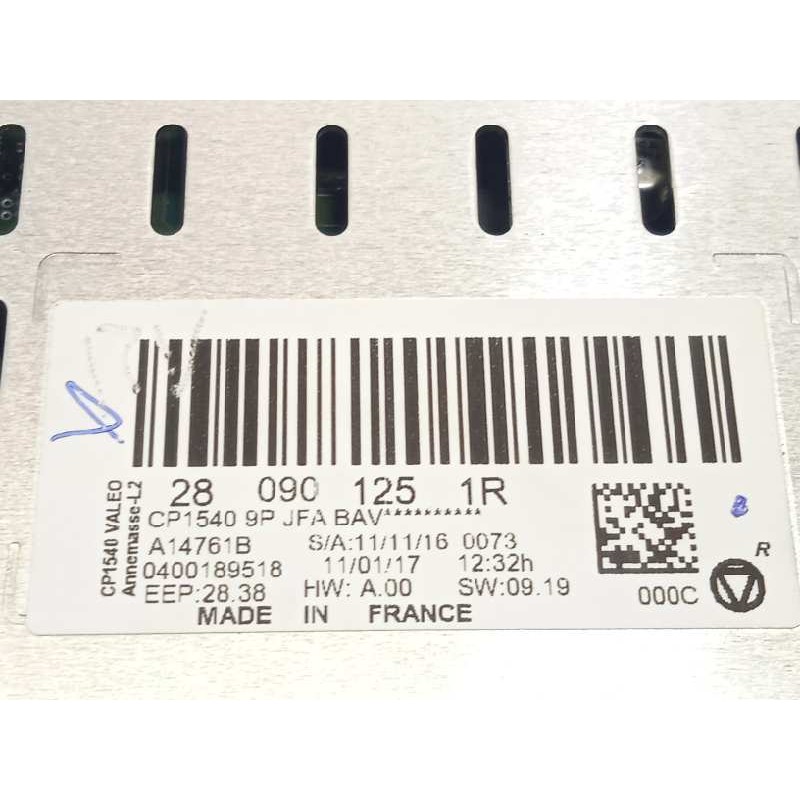 28 090 125 1R
CP1540 VALEO
Annemasse-L2
CP1540 9P JFA BAV**********
A14761B S/A:11/11/16 0073
0400189518 11/01/17 12:32h
EEP:28.38 HW: A.00 SW:09.19
MADE IN FRANCE
000C
R